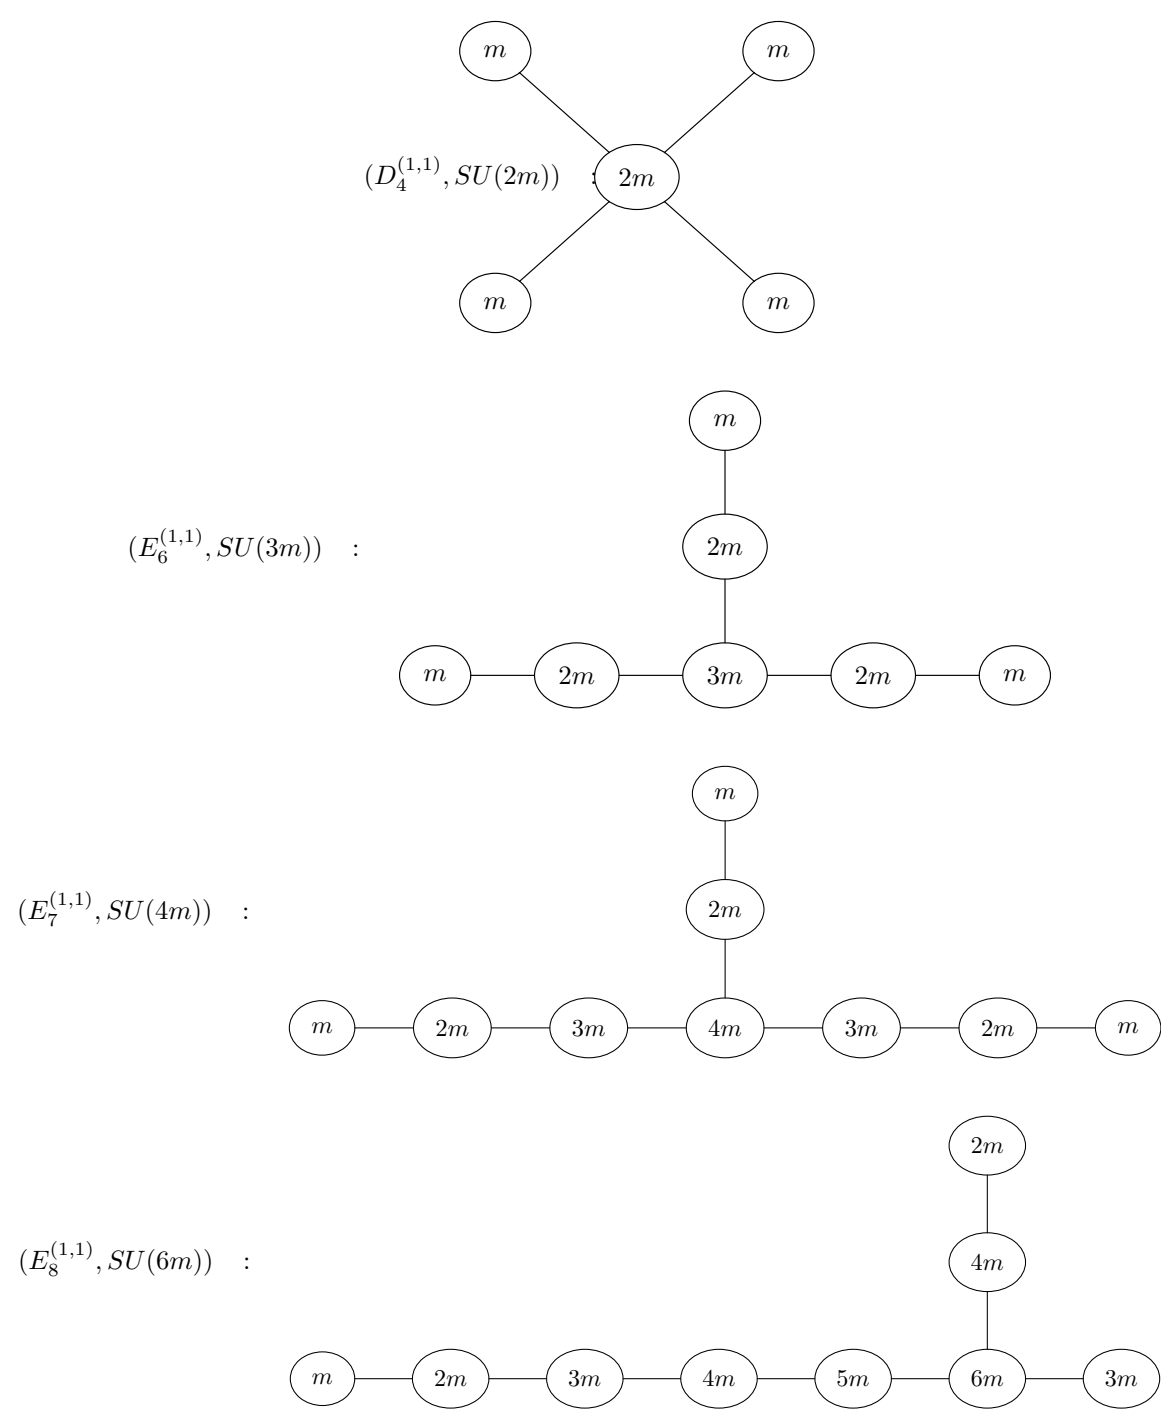 m m
(D_4^{(1,1)}, SU(2m)) : 2m
m m
m
2m
(E_6^{(1,1)}, SU(3m)) :
m 2m 3m 2m m
m
2m
(E_7^{(1,1)}, SU(4m)) :
m 2m 3m 4m 3m 2m m
2m
4m
(E_8^{(1,1)}, SU(6m)) :
m 2m 3m 4m 5m 6m 3m